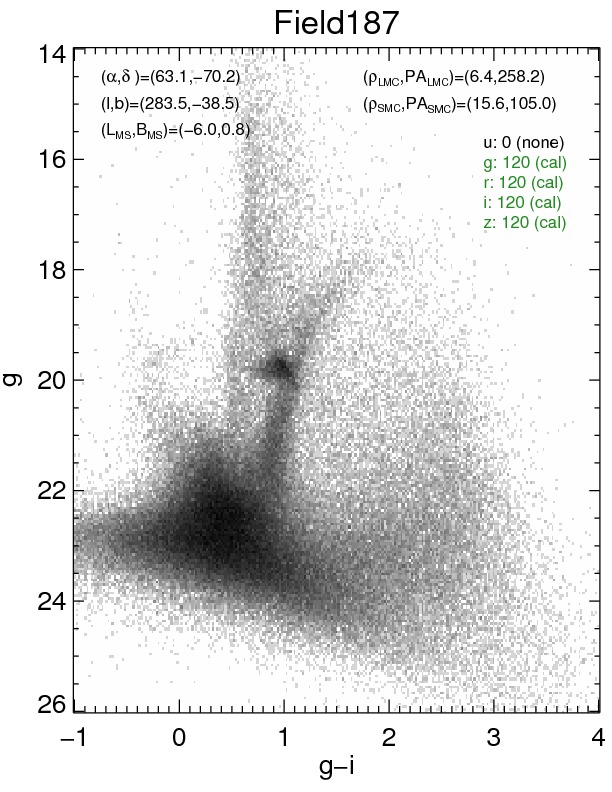 Field187
(α,δ )=(63.1,−70.2)
(l,b)=(283.5,−38.5)
(LMS,BMS)=(−6.0,0.8)
(ρLMC,PALMC)=(6.4,258.2)
(ρSMC,PASMC)=(15.6,105.0)
u: 0 (none)
g: 120 (cal)
r: 120 (cal)
i: 120 (cal)
z: 120 (cal)
14
16
18
20
22
24
26
g
−1 0 1 2 3 4
g−i